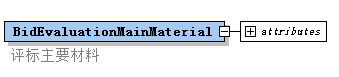 BidEvaluationMainMaterial attributes
评标主要材料